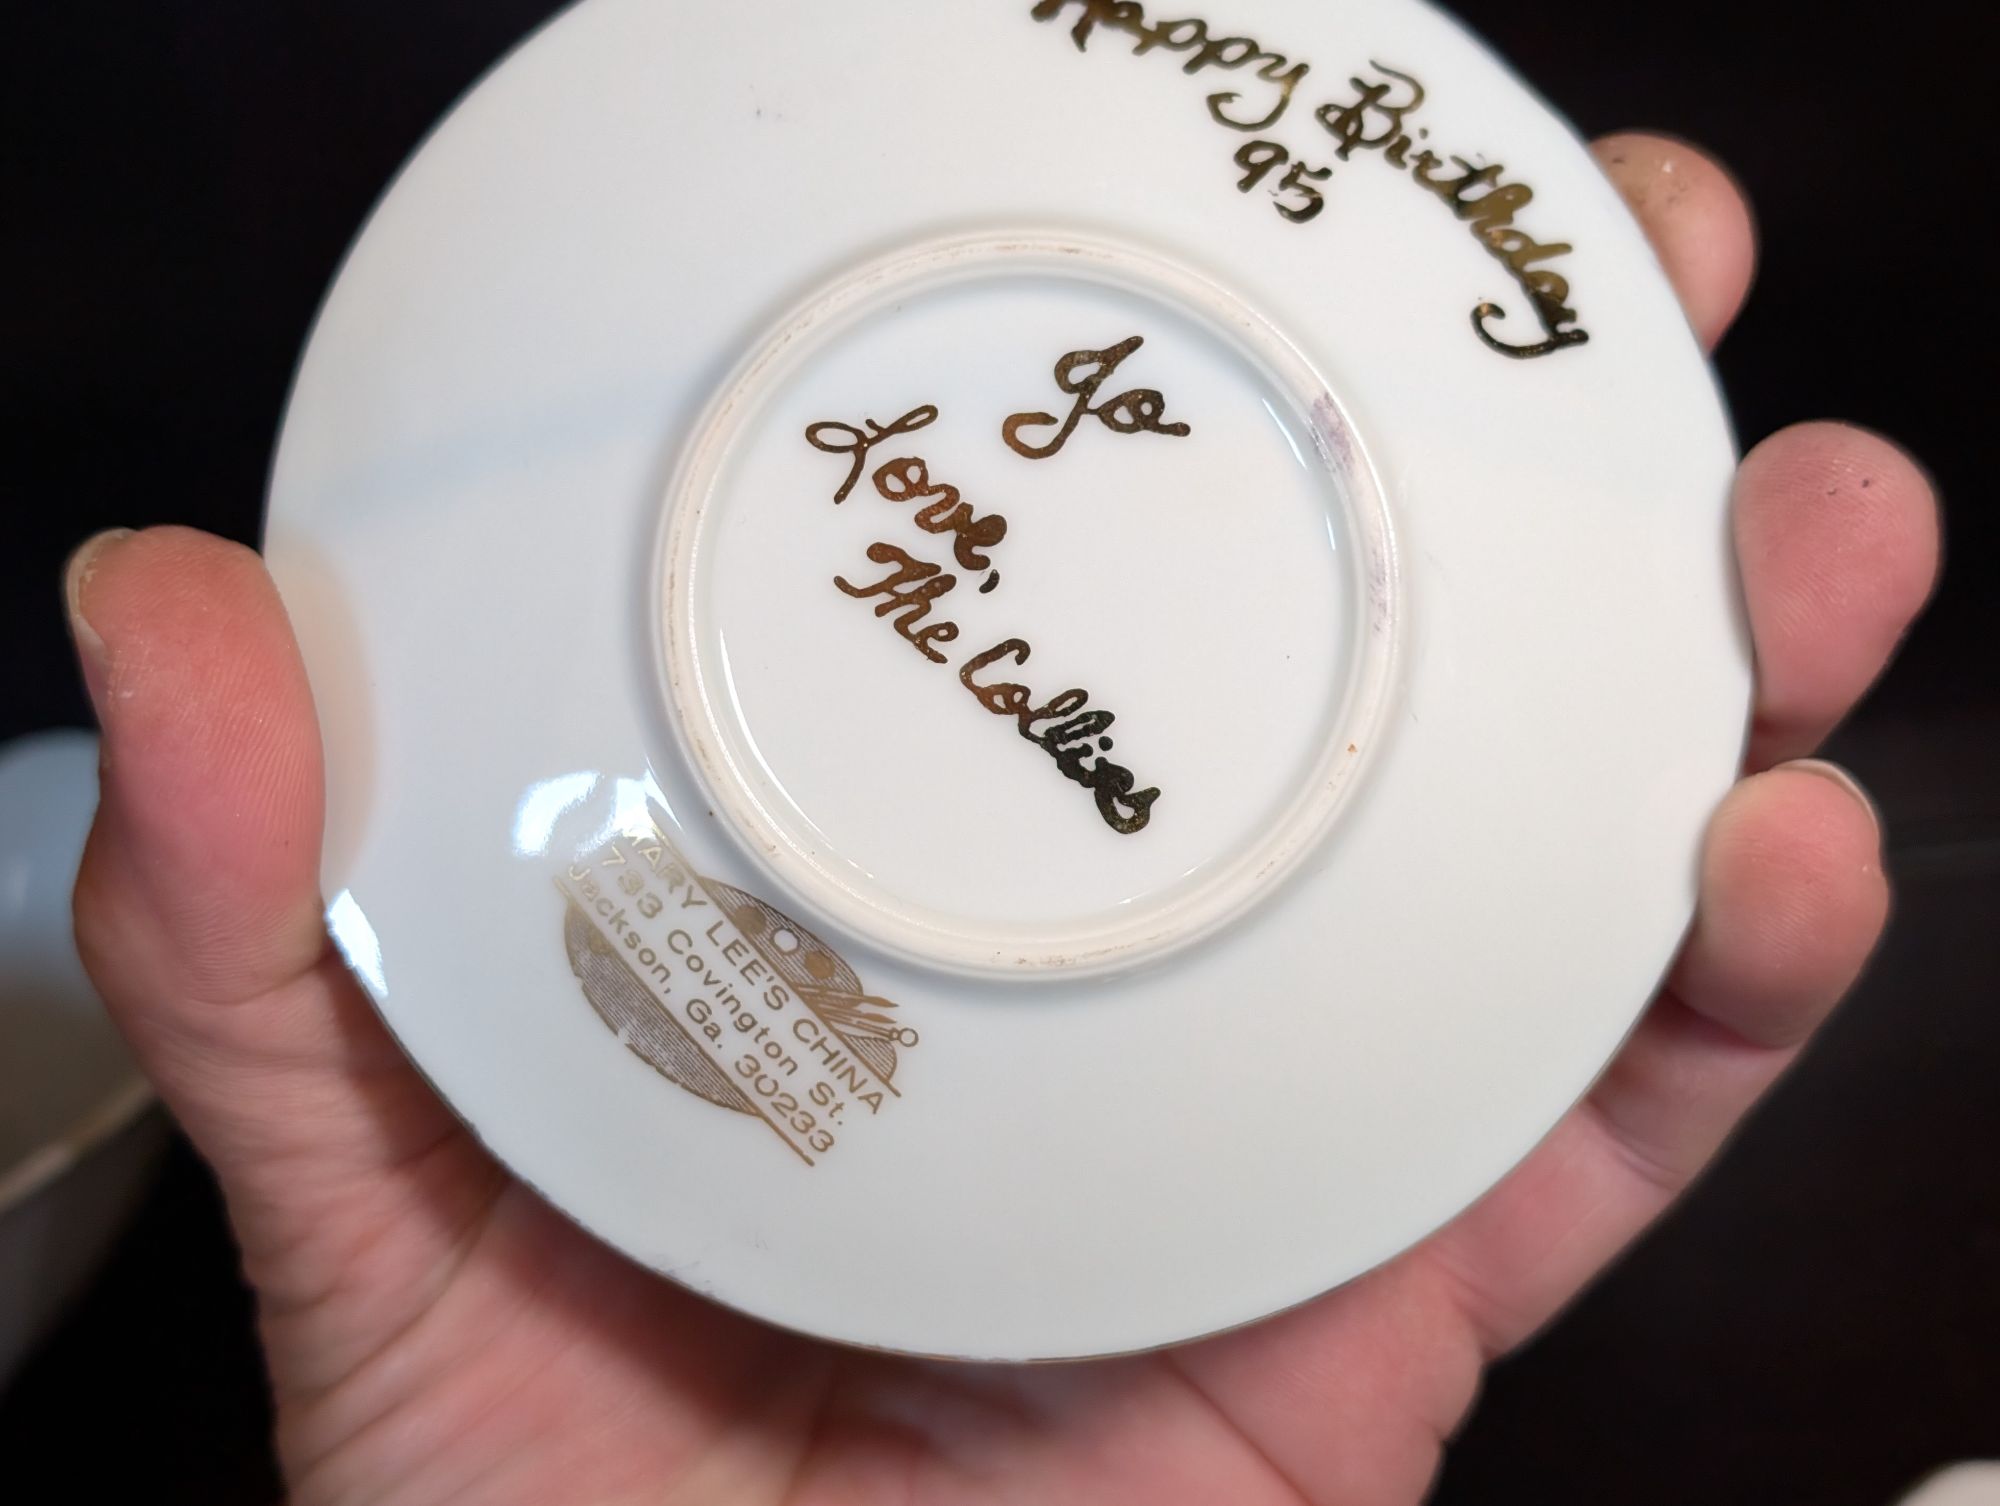 Happy Birthday
95
Jo
Love,
The Collies
MARY LEE'S CHINA
733 Covington St.
Jackson, Ga. 30233